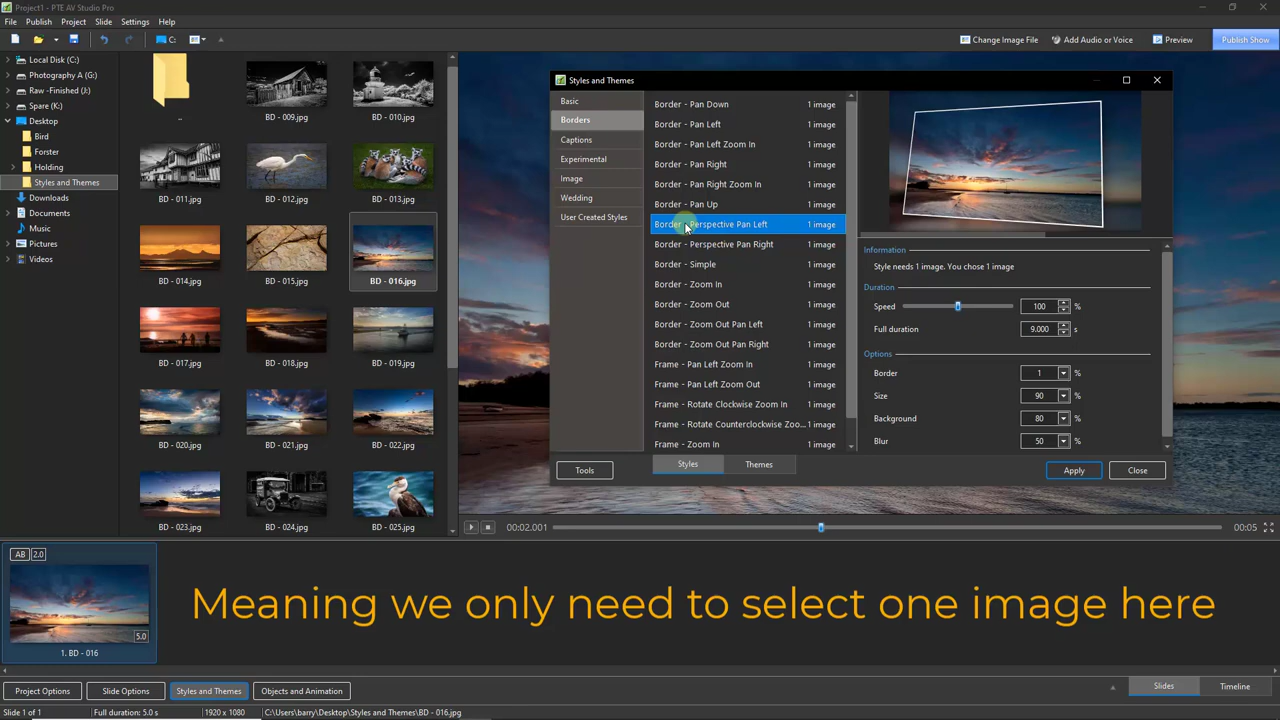 Project1 - PTE AV Studio Pro
File Publish Project Slide Settings Help
C:
Change Image File Add Audio or Voice Preview Publish Show
Local Disk (C:)
Photography A (G:)
Raw -Finished (J:)
Spare (K:)
Desktop
Bird
Forster
Holding
Styles and Themes
Downloads
Documents
Music
Pictures
Videos
..
BD - 009.jpg
BD - 010.jpg
BD - 011.jpg
BD - 012.jpg
BD - 013.jpg
BD - 014.jpg
BD - 015.jpg
BD - 016.jpg
BD - 017.jpg
BD - 018.jpg
BD - 019.jpg
BD - 020.jpg
BD - 021.jpg
BD - 022.jpg
BD - 023.jpg
BD - 024.jpg
BD - 025.jpg
Styles and Themes
Basic
Borders
Captions
Experimental
Image
Wedding
User Created Styles
Border - Pan Down 1 image
Border - Pan Left 1 image
Border - Pan Left Zoom In 1 image
Border - Pan Right 1 image
Border - Pan Right Zoom In 1 image
Border - Pan Up 1 image
Border - Perspective Pan Left 1 image
Border - Perspective Pan Right 1 image
Border - Simple 1 image
Border - Zoom In 1 image
Border - Zoom Out 1 image
Border - Zoom Out Pan Left 1 image
Border - Zoom Out Pan Right 1 image
Frame - Pan Left Zoom In 1 image
Frame - Pan Left Zoom Out 1 image
Frame - Rotate Clockwise Zoom In 1 image
Frame - Rotate Counterclockwise Zoo... 1 image
Frame - Zoom In 1 image
Information
Style needs 1 image. You chose 1 image
Duration
Speed 100 %
Full duration 9.000 s
Options
Border 1 %
Size 90 %
Background 80 %
Blur 50 %
Tools Styles Themes Apply Close
00:02.001 00:05
AB 2.0
5.0
1. BD - 016
Meaning we only need to select one image here
Project Options Slide Options Styles and Themes Objects and Animation Slides Timeline
Slide 1 of 1 Full duration: 5.0 s 1920 x 1080 C:\Users\barry\Desktop\Styles and Themes\BD - 016.jpg